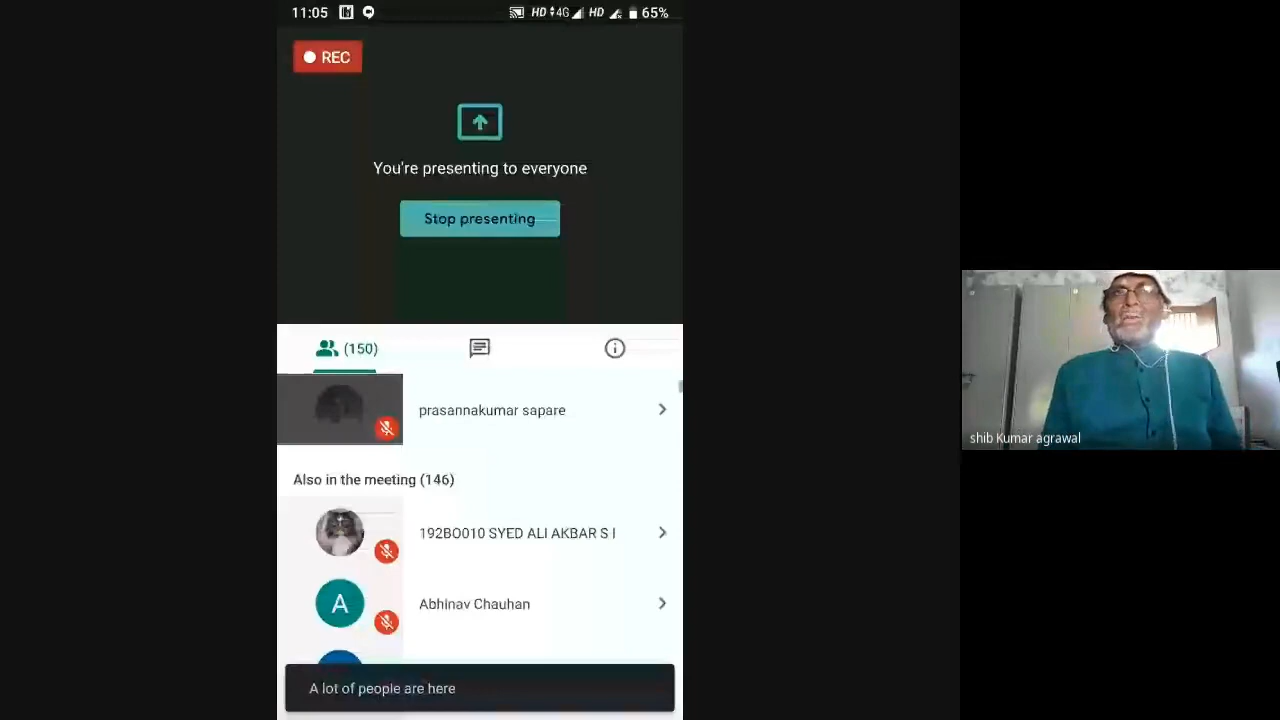 11:05
HD 4G HD 65%
REC
You're presenting to everyone
Stop presenting
(150)
prasannakumar sapare
Also in the meeting (146)
192BO010 SYED ALI AKBAR S I
A
Abhinav Chauhan
A lot of people are here
shib Kumar agrawal